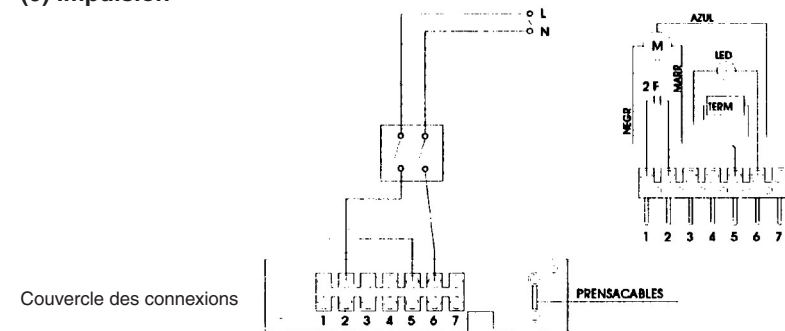 (3) Impulsión
L
N
AZUL
M
LED
2 F
MARR
NEGR
TERM
1 2 3 4 5 6 7
Couvercle des connexions
PRENSACABLES
1 2 3 4 5 6 7